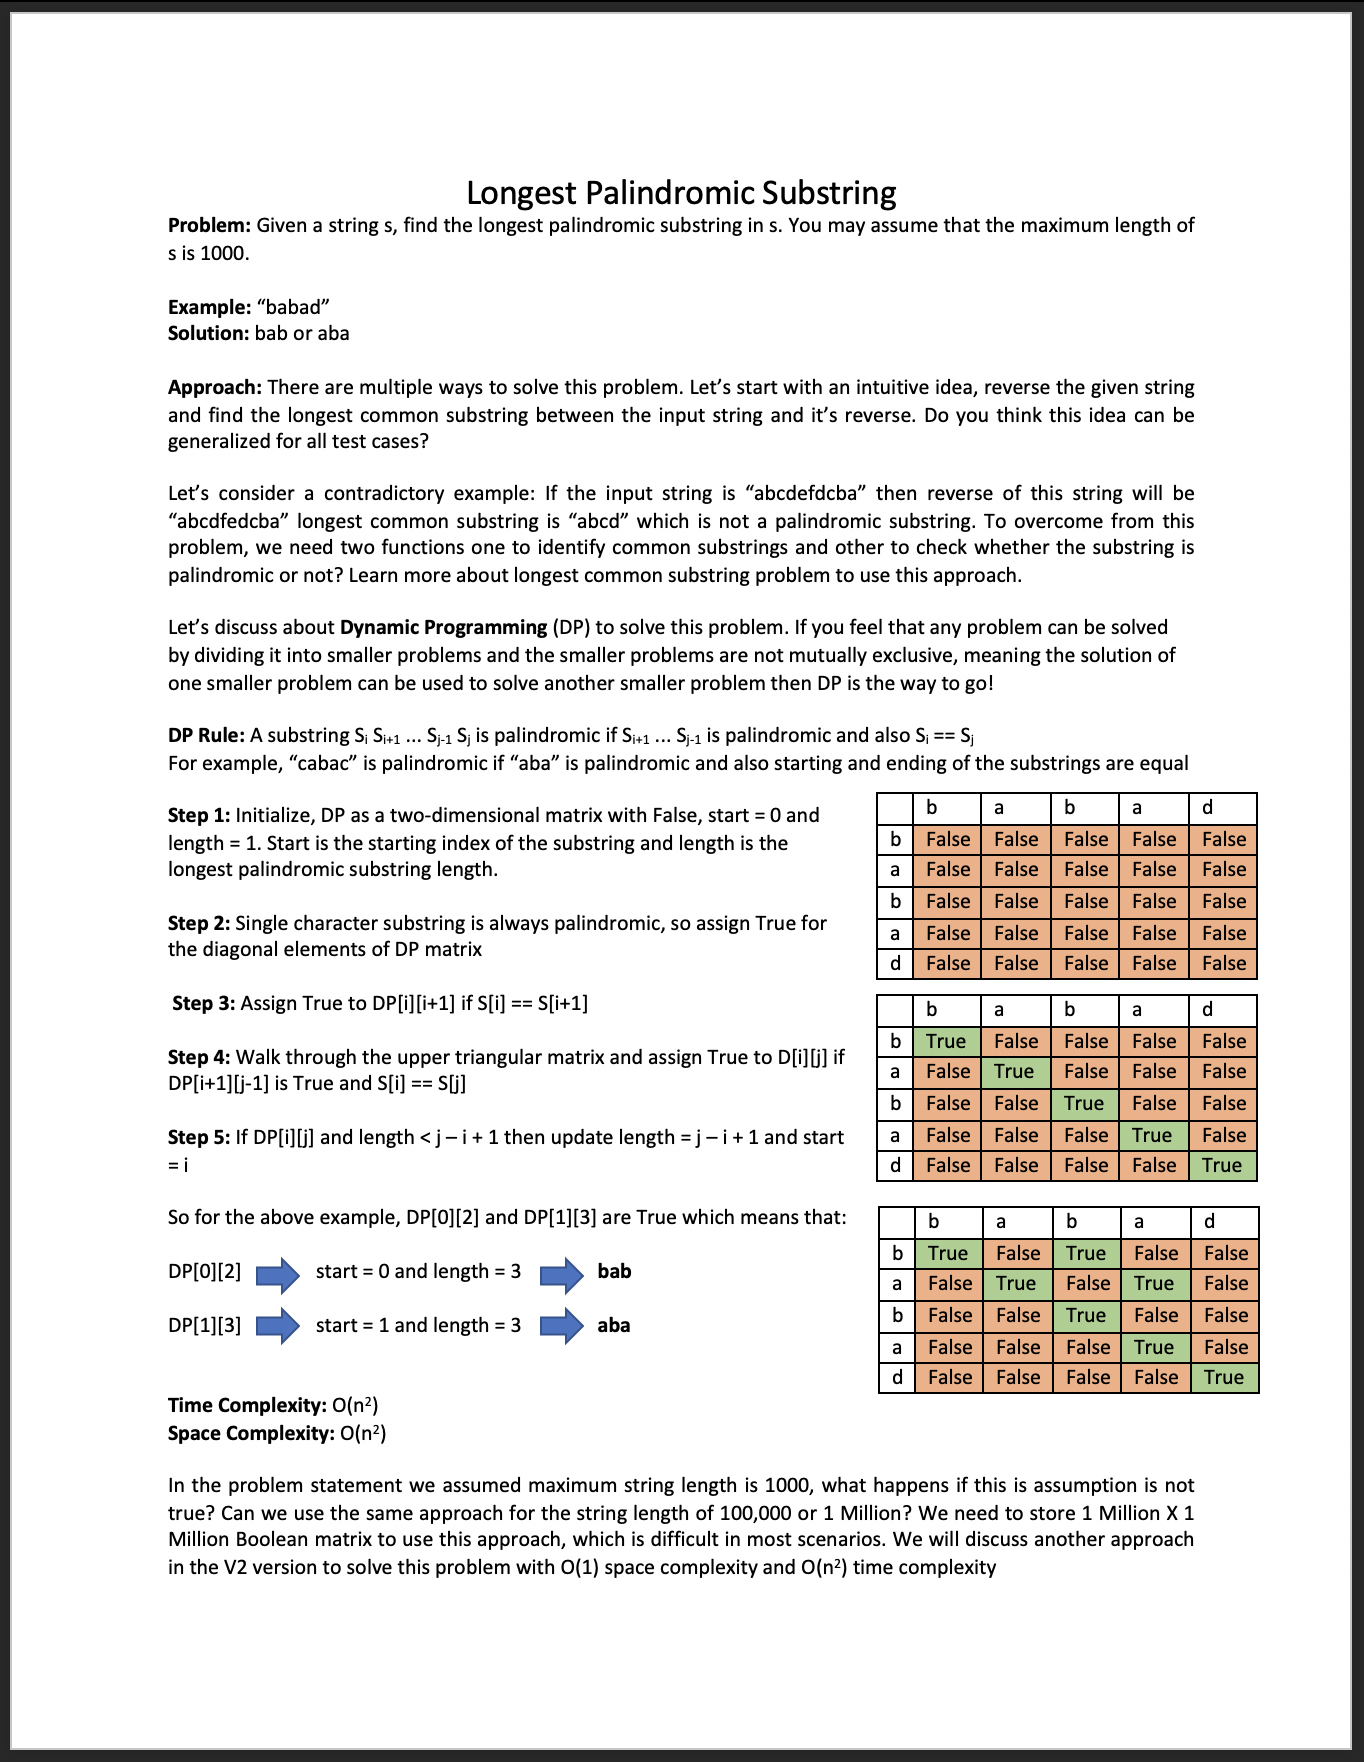 Longest Palindromic Substring
Problem: Given a string s, find the longest palindromic substring in s. You may assume that the maximum length of
s is 1000.
Example: “babad”
Solution: bab or aba
Approach: There are multiple ways to solve this problem. Let’s start with an intuitive idea, reverse the given string
and find the longest common substring between the input string and it’s reverse. Do you think this idea can be
generalized for all test cases?
Let’s consider a contradictory example: If the input string is “abcdefdcba” then reverse of this string will be
“abcdfedcba” longest common substring is “abcd” which is not a palindromic substring. To overcome from this
problem, we need two functions one to identify common substrings and other to check whether the substring is
palindromic or not? Learn more about longest common substring problem to use this approach.
Let’s discuss about Dynamic Programming (DP) to solve this problem. If you feel that any problem can be solved
by dividing it into smaller problems and the smaller problems are not mutually exclusive, meaning the solution of
one smaller problem can be used to solve another smaller problem then DP is the way to go!
DP Rule: A substring Si Si+1 ... Sj-1 Sj is palindromic if Si+1 ... Sj-1 is palindromic and also Si == Sj
For example, “cabac” is palindromic if “aba” is palindromic and also starting and ending of the substrings are equal
Step 1: Initialize, DP as a two-dimensional matrix with False, start = 0 and
length = 1. Start is the starting index of the substring and length is the
longest palindromic substring length.
Step 2: Single character substring is always palindromic, so assign True for
the diagonal elements of DP matrix
Step 3: Assign True to DP[i][i+1] if S[i] == S[i+1]
Step 4: Walk through the upper triangular matrix and assign True to D[i][j] if
DP[i+1][j-1] is True and S[i] == S[j]
Step 5: If DP[i][j] and length < j – i + 1 then update length = j – i + 1 and start
= i
So for the above example, DP[0][2] and DP[1][3] are True which means that:
DP[0][2] start = 0 and length = 3 bab
DP[1][3] start = 1 and length = 3 aba
b a b a d
b False False False False False
a False False False False False
b False False False False False
a False False False False False
d False False False False False
b a b a d
b True False False False False
a False True False False False
b False False True False False
a False False False True False
d False False False False True
b a b a d
b True False True False False
a False True False True False
b False False True False False
a False False False True False
d False False False False True
Time Complexity: O(n²)
Space Complexity: O(n²)
In the problem statement we assumed maximum string length is 1000, what happens if this is assumption is not
true? Can we use the same approach for the string length of 100,000 or 1 Million? We need to store 1 Million X 1
Million Boolean matrix to use this approach, which is difficult in most scenarios. We will discuss another approach
in the V2 version to solve this problem with O(1) space complexity and O(n²) time complexity